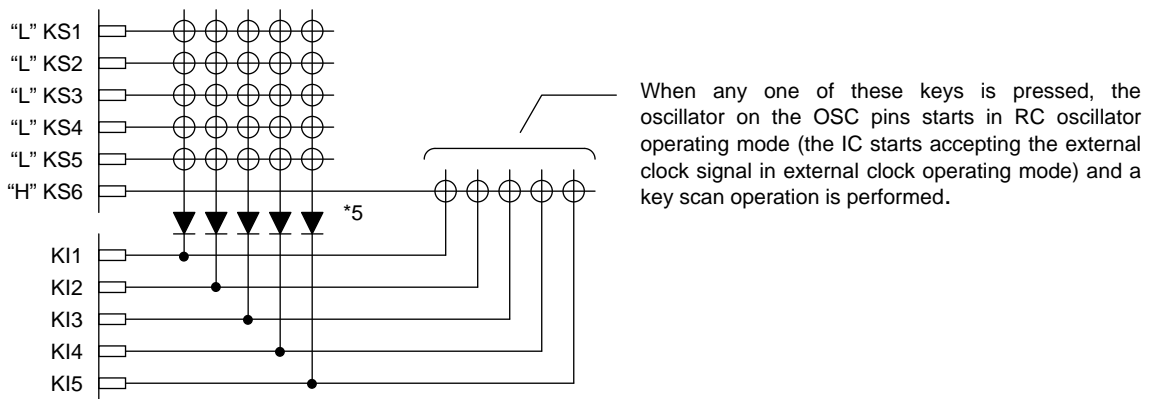 “L” KS1
“L” KS2
“L” KS3
“L” KS4
“L” KS5
“H” KS6
*5
KI1
KI2
KI3
KI4
KI5
When any one of these keys is pressed, the
oscillator on the OSC pins starts in RC oscillator
operating mode (the IC starts accepting the external
clock signal in external clock operating mode) and a
key scan operation is performed.